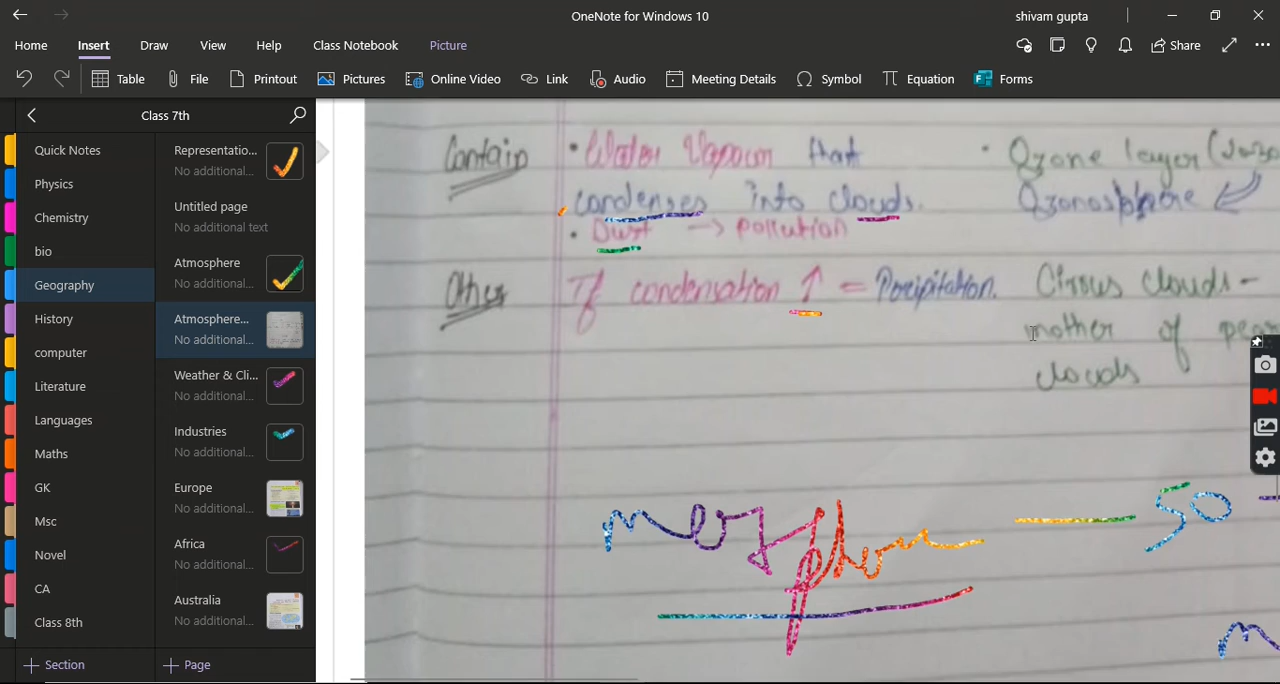 OneNote for Windows 10
shivam gupta
Home Insert Draw View Help Class Notebook Picture
Share
Table File Printout Pictures Online Video Link Audio Meeting Details Symbol Equation Forms
Class 7th
Quick Notes
Physics
Chemistry
bio
Geography
History
computer
Literature
Languages
Maths
GK
Msc
Novel
CA
Class 8th
Section
Representatio...
No additional...
Untitled page
No additional text
Atmosphere
No additional...
Atmosphere...
No additional...
Weather & Cli...
No additional...
Industries
No additional...
Europe
No additional...
Africa
No additional...
Australia
No additional...
Page
Contain
• Water Vapour that
condenses into clouds.
• Dust → pollution
• Ozone layer
Ozonosphere
Other
If condensation ↑ = Precipitation.
Cirrus clouds -
mother of
clouds
50